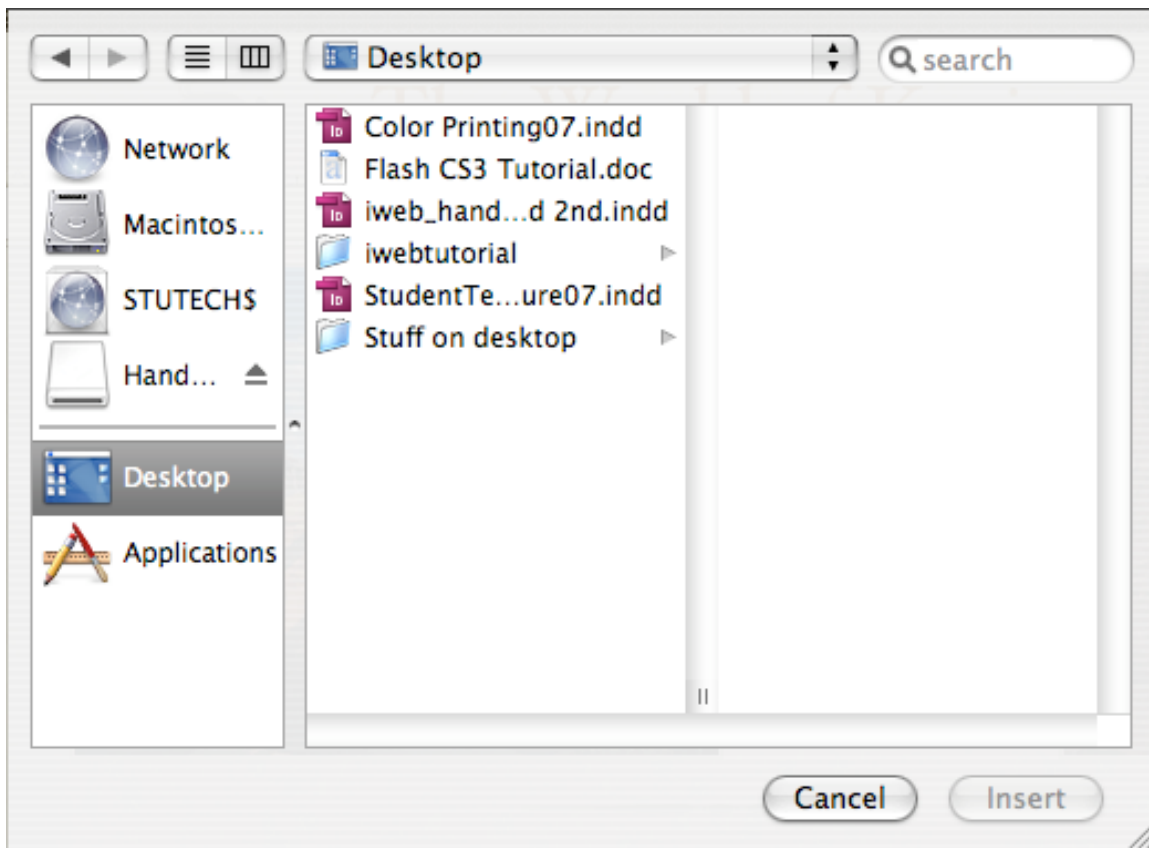 Desktop
search
Network
Macintos...
STUTECH$
Hand...
Desktop
Applications
Color Printing07.indd
Flash CS3 Tutorial.doc
iweb_hand...d 2nd.indd
iwebtutorial
StudentTe...ure07.indd
Stuff on desktop
Cancel
Insert